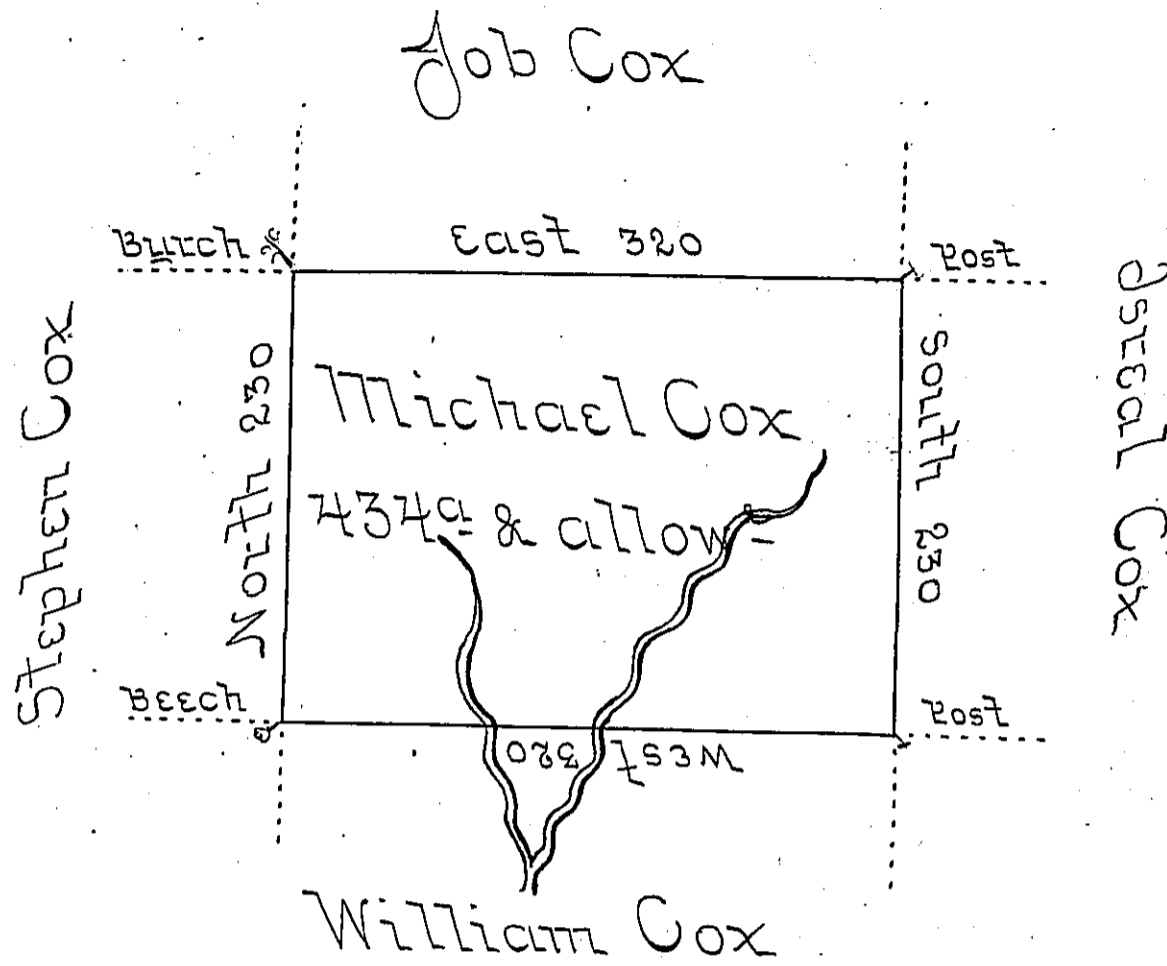 Job Cox
Burch
East 320
Post
Stephen Cox
North 230
Michael Cox
434a & allow-
South 230
Isreal Cox
Beech
West 320
Post
William Cox